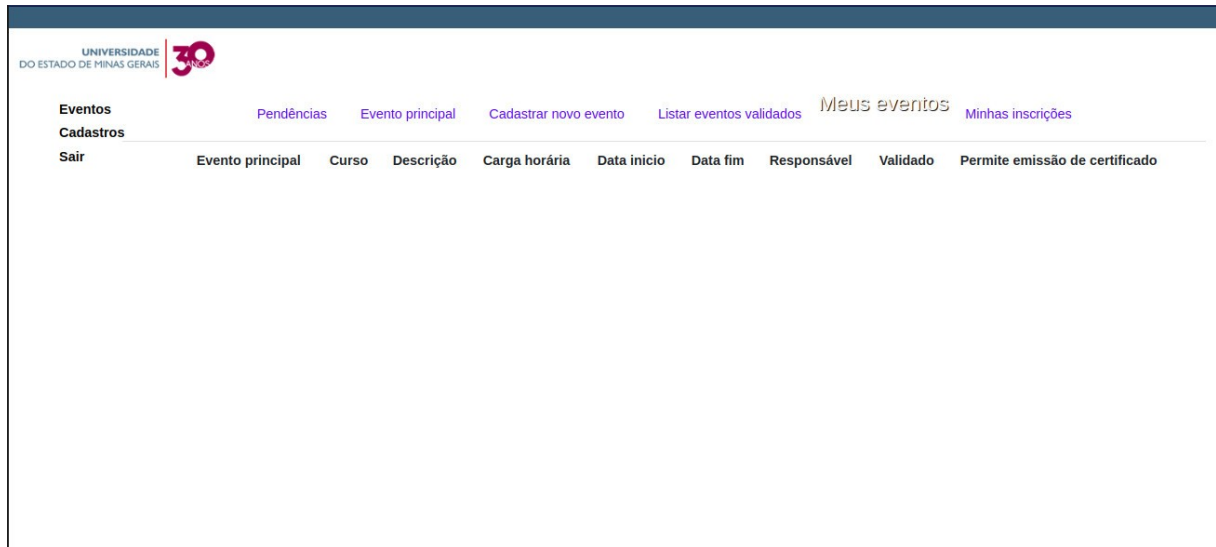 UNIVERSIDADE
DO ESTADO DE MINAS GERAIS
30
ANOS
Eventos
Cadastros
Sair
Pendências Evento principal Cadastrar novo evento Listar eventos validados Meus eventos Minhas inscrições
Evento principal Curso Descrição Carga horária Data inicio Data fim Responsável Validado Permite emissão de certificado